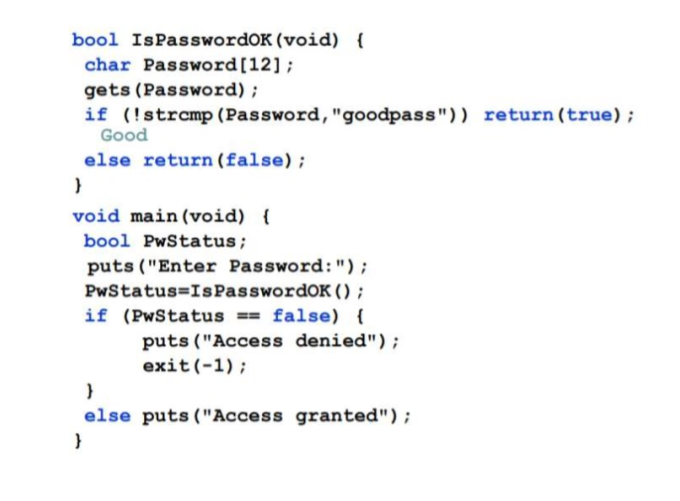 bool IsPasswordOK(void) {
char Password[12];
gets(Password);
if (!strcmp(Password,"goodpass")) return(true);
Good
else return(false);
}
void main(void) {
bool PwStatus;
puts("Enter Password:");
PwStatus=IsPasswordOK();
if (PwStatus == false) {
puts("Access denied");
exit(-1);
}
else puts("Access granted");
}